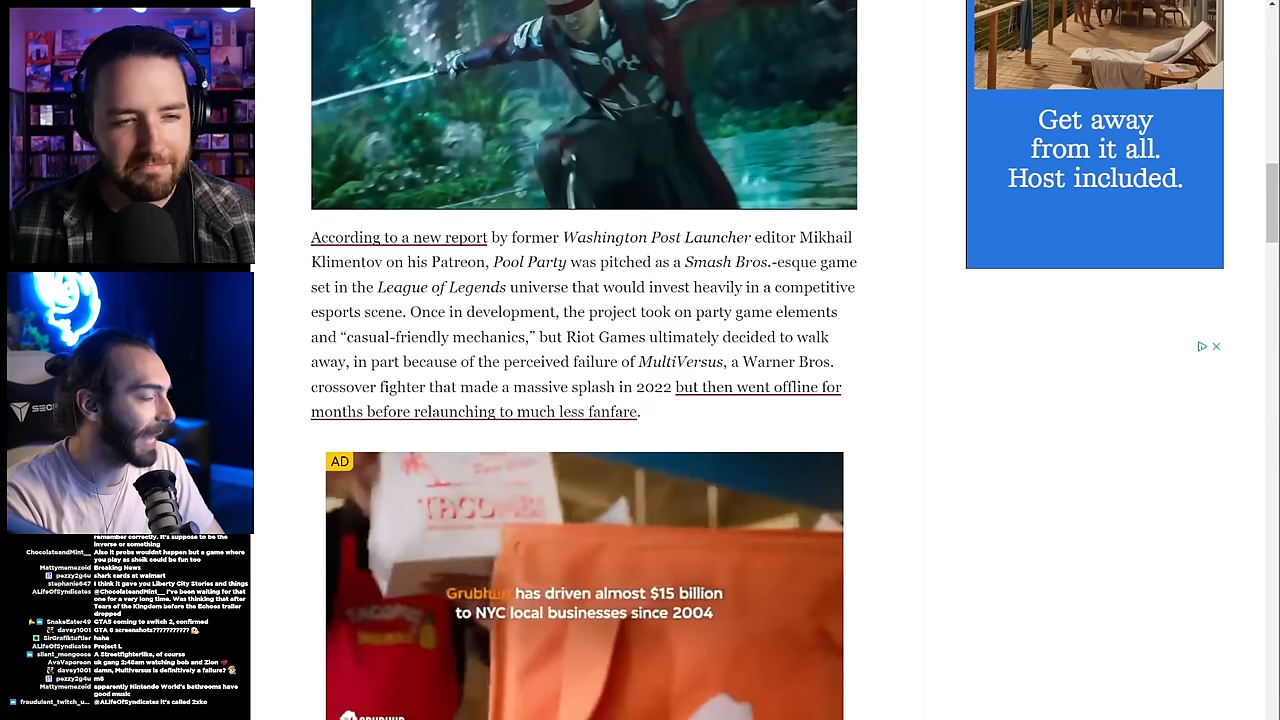 According to a new report by former Washington Post Launcher editor Mikhail
Klimentov on his Patreon, Pool Party was pitched as a Smash Bros.-esque game
set in the League of Legends universe that would invest heavily in a competitive
esports scene. Once in development, the project took on party game elements
and “casual-friendly mechanics,” but Riot Games ultimately decided to walk
away, in part because of the perceived failure of MultiVersus, a Warner Bros.
crossover fighter that made a massive splash in 2022 but then went offline for
months before relaunching to much less fanfare.
AD
TACOMBI
Grubhub has driven almost $15 billion
to NYC local businesses since 2004
Get away
from it all.
Host included.
remember correctly. It's suppose to be the
inverse or something
ChocolateandMint__ Also it probs wouldnt happen but a game where
you play as sheik could be fun too
Mattymemezoid Breaking News
pezzy2g4u shark cards at walmart
stephanie647 I think it gave you Liberty City Stories and things
ALifeOfSyndicates @ChocolateandMint__ I've been waiting for that
one for a very long time. Was thinking that after
Tears of the Kingdom before the Echoes trailer
dropped
SnakeEater49 GTA5 coming to switch 2, confirmed
davey1001 GTA 6 screenshots???????????
SirGrafiktuftler haha
ALifeOfSyndicates Project L
silent_mongoose A Streetfighterlike, of course
AvaVaporeon uk gang 2:48am watching bob and Zion
davey1001 damn, Multiversus is definitively a failure?
pezzy2g4u m8
Mattymemezoid apparently Nintendo World's bathrooms have
good music
fraudulent_twitch_u... @ALifeOfSyndicates it's called 2xko